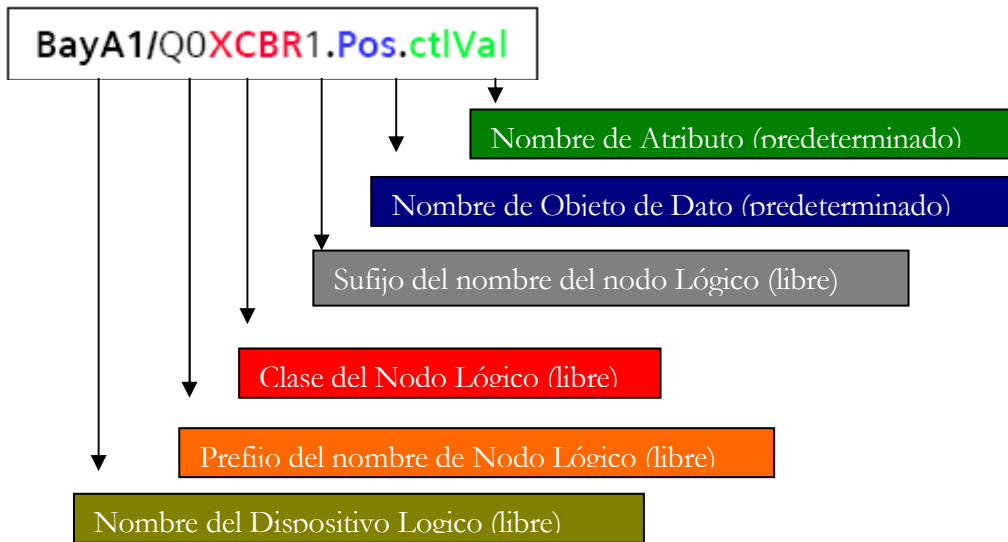 BayA1/Q0XCBR1.Pos.ctlVal
Nombre de Atributo (predeterminado)
Nombre de Objeto de Dato (predeterminado)
Sufijo del nombre del nodo Lógico (libre)
Clase del Nodo Lógico (libre)
Prefijo del nombre de Nodo Lógico (libre)
Nombre del Dispositivo Logico (libre)